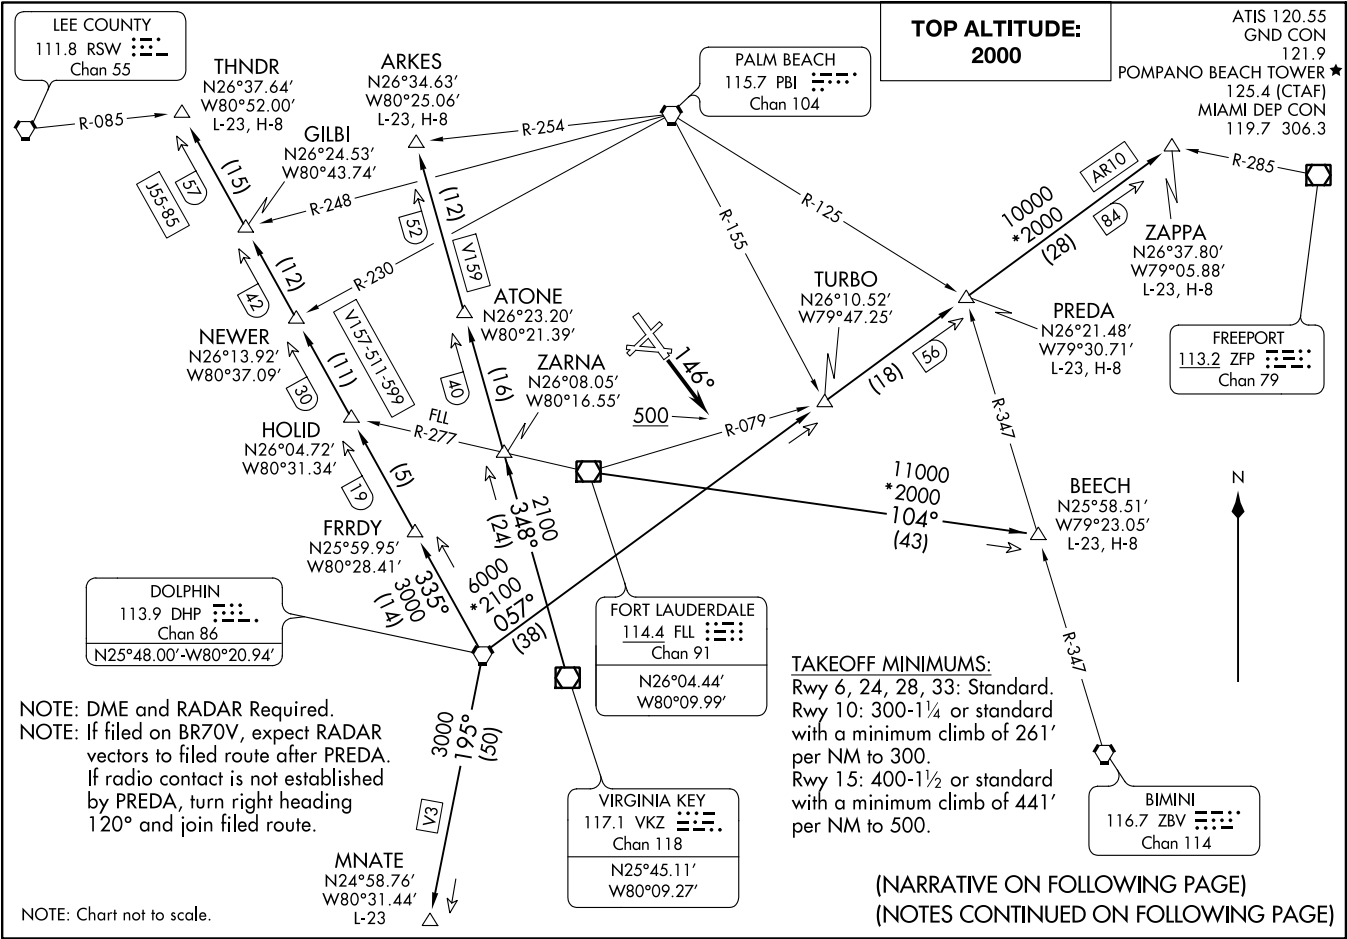 LEE COUNTY
111.8 RSW
Chan 55
R-085
THNDR
N26°37.64′
W80°52.00′
L-23, H-8
ARKES
N26°34.63′
W80°25.06′
L-23, H-8
GILBI
N26°24.53′
W80°43.74′
PALM BEACH
115.7 PBI
Chan 104
TOP ALTITUDE:
2000
ATIS 120.55
GND CON
121.9
POMPANO BEACH TOWER ★
125.4 (CTAF)
MIAMI DEP CON
119.7 306.3
R-254
R-248
R-230
R-155
R-125
R-285
J55-85
57
(15)
52
(12)
V159
42
(12)
AR10
10000
*2000
(28)
84
ZAPPA
N26°37.80′
W79°05.88′
L-23, H-8
TURBO
N26°10.52′
W79°47.25′
PREDA
N26°21.48′
W79°30.71′
L-23, H-8
FREEPORT
113.2 ZFP
Chan 79
ATONE
N26°23.20′
W80°21.39′
NEWER
N26°13.92′
W80°37.09′
V157-511-599
30
(11)
40
(16)
ZARNA
N26°08.05′
W80°16.55′
146°
500
56
(18)
FLL
R-277
R-079
R-347
HOLID
N26°04.72′
W80°31.34′
19
(5)
FRRDY
N25°59.95′
W80°28.41′
2100
348°
(24)
11000
*2000
104°
(43)
BEECH
N25°58.51′
W79°23.05′
L-23, H-8
N
335°
3000
(14)
6000
*2100
057°
(38)
DOLPHIN
113.9 DHP
Chan 86
N25°48.00′-W80°20.94′
FORT LAUDERDALE
114.4 FLL
Chan 91
N26°04.44′
W80°09.99′
R-347
NOTE: DME and RADAR Required.
NOTE: If filed on BR70V, expect RADAR
vectors to filed route after PREDA.
If radio contact is not established
by PREDA, turn right heading
120° and join filed route.
3000
195°
(50)
V3
TAKEOFF MINIMUMS:
Rwy 6, 24, 28, 33: Standard.
Rwy 10: 300-1¼ or standard
with a minimum climb of 261′
per NM to 300.
Rwy 15: 400-1½ or standard
with a minimum climb of 441′
per NM to 500.
VIRGINIA KEY
117.1 VKZ
Chan 118
N25°45.11′
W80°09.27′
BIMINI
116.7 ZBV
Chan 114
MNATE
N24°58.76′
W80°31.44′
L-23
NOTE: Chart not to scale.
(NARRATIVE ON FOLLOWING PAGE)
(NOTES CONTINUED ON FOLLOWING PAGE)